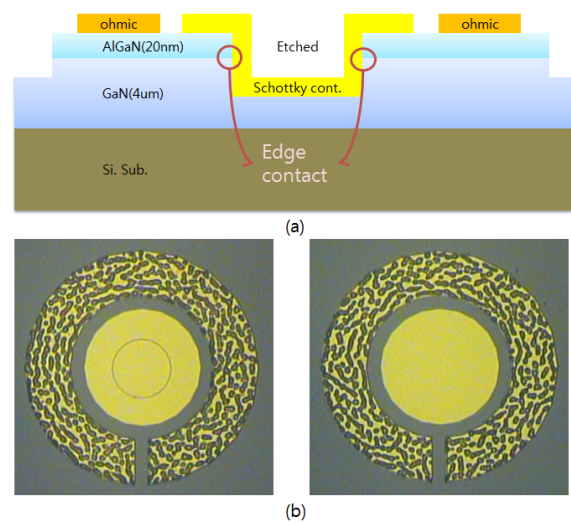 ohmic
ohmic
AlGaN(20nm)
Etched
GaN(4um)
Schottky cont.
Si. Sub.
Edge
contact
(a)
(b)